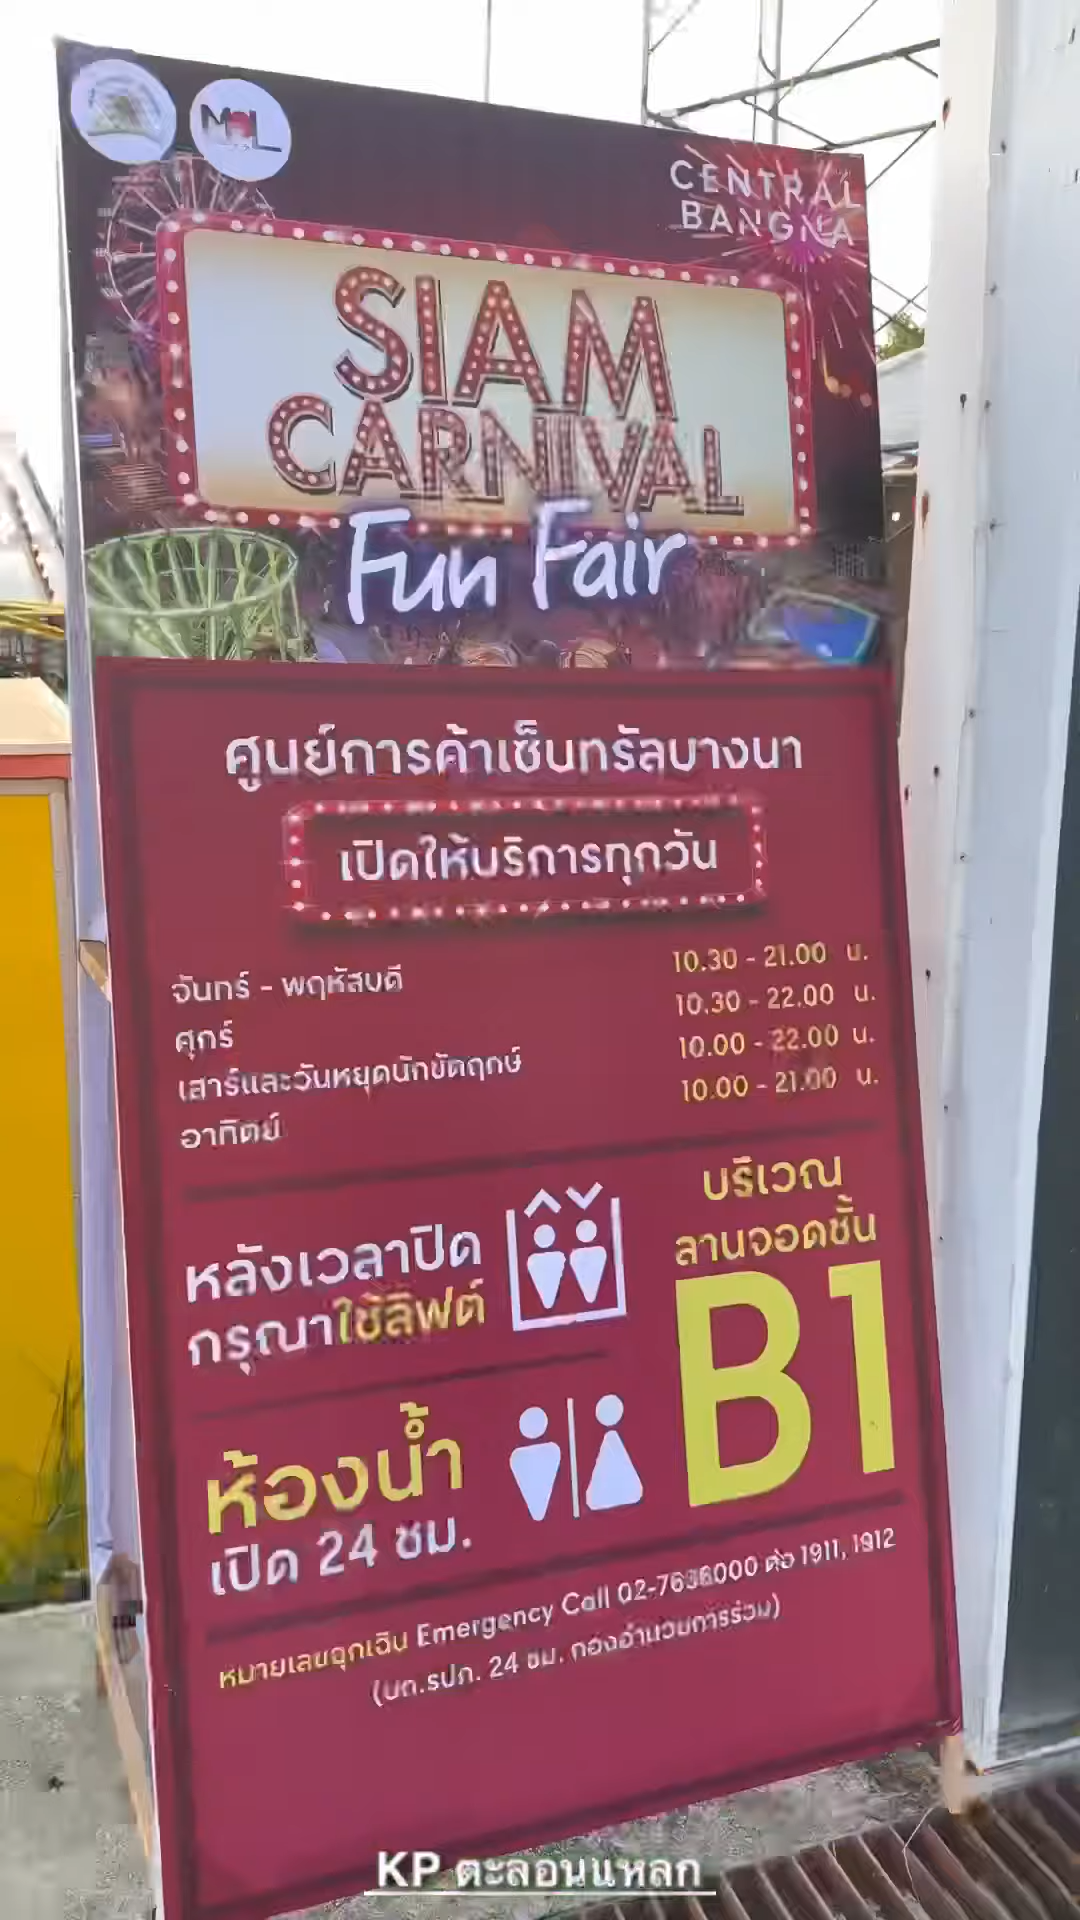 MOL
CENTRAL
BANGNA
SIAM
CARNIVAL
Fun Fair
ศูนย์การค้าเซ็นทรัลบางนา
เปิดให้บริการทุกวัน
จันทร์ - พฤหัสบดี 10.30 - 21.00 น.
ศุกร์ 10.30 - 22.00 น.
เสาร์และวันหยุดนักขัตฤกษ์ 10.00 - 22.00 น.
อาทิตย์ 10.00 - 21.00 น.
หลังเวลาปิด
กรุณาใช้ลิฟต์
บริเวณ
ลานจอดชั้น
B1
ห้องน้ำ
เปิด 24 ชม.
หมายเลขฉุกเฉิน Emergency Call 02-7636000 ต่อ 1911, 1912
(บก.รปภ. 24 ชม. กองอำนวยการร่วม)
KP ตะลอนแหลก